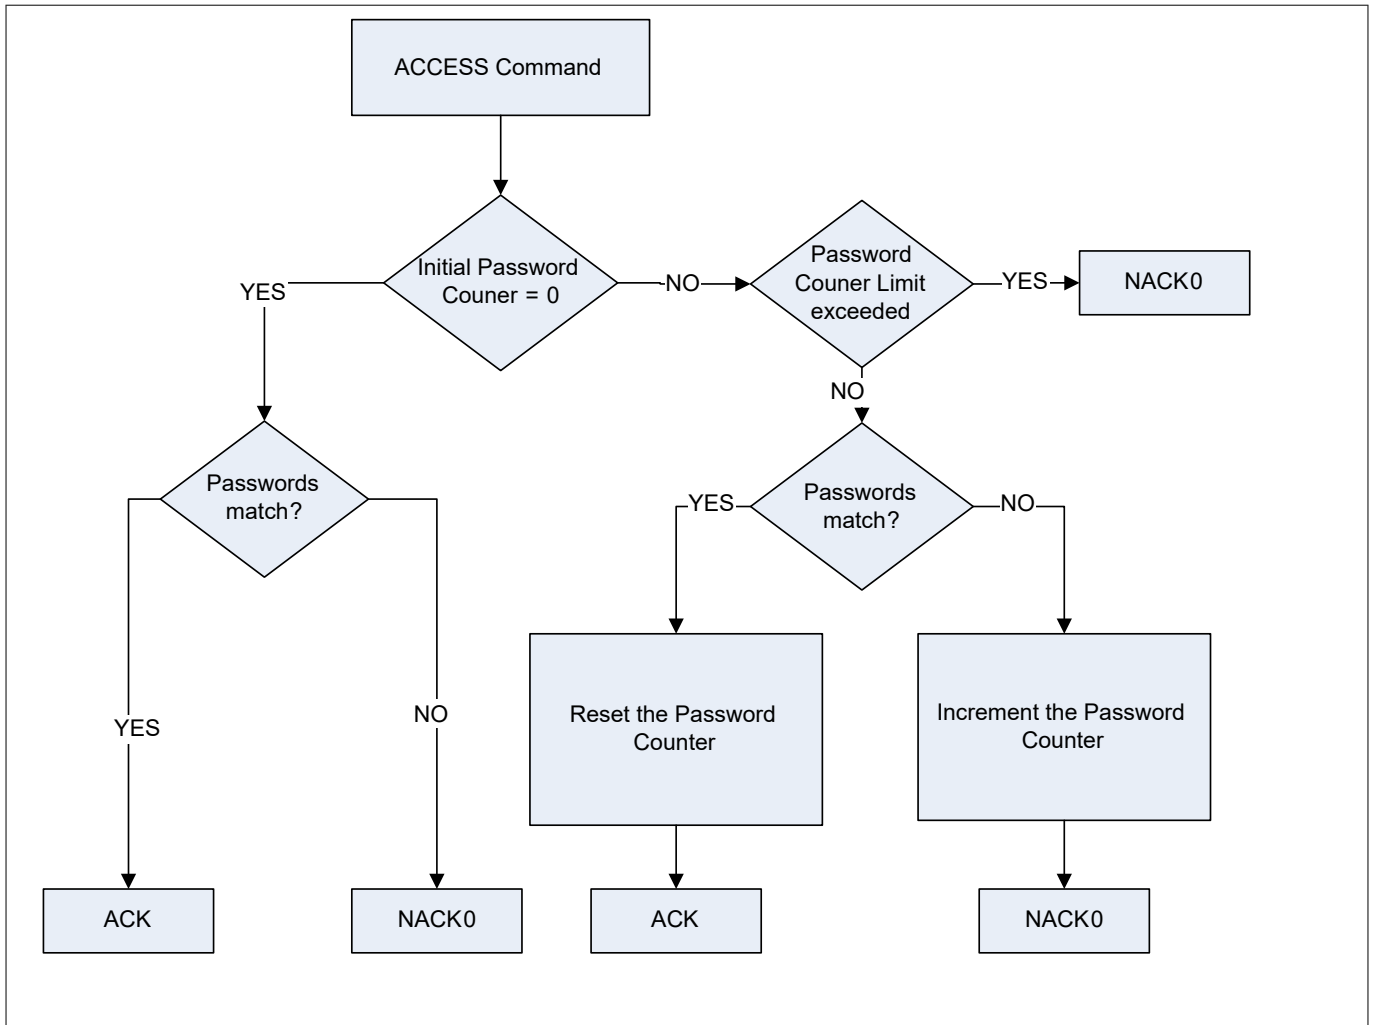 ACCESS Command
Initial Password
Couner = 0
YES
NO
Password
Couner Limit
exceeded
YES
NACK0
NO
Passwords
match?
YES
NO
Passwords
match?
YES
NO
Reset the Password
Counter
Increment the Password
Counter
ACK
NACK0
ACK
NACK0